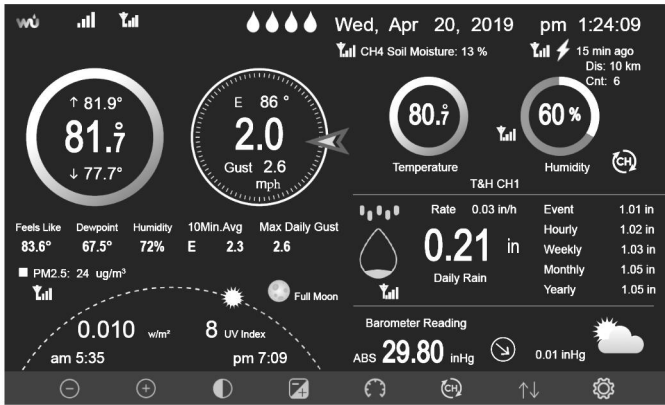 wu
Wed, Apr 20, 2019 pm 1:24:09
CH4 Soil Moisture: 13 %
15 min ago
Dis: 10 km
Cnt: 6
↑ 81.9°
81.7°
↓ 77.7°
E 86 °
2.0
Gust 2.6
mph
80.7°
Temperature
60 %
Humidity
CH
T&H CH1
Feels Like Dewpoint Humidity 10Min.Avg Max Daily Gust
83.6° 67.5° 72% E 2.3 2.6
PM2.5: 24 ug/m³
Full Moon
0.010 w/m² 8 UV Index
am 5:35 pm 7:09
Rate 0.03 in/h
0.21 in
Daily Rain
Event 1.01 in
Hourly 1.02 in
Weekly 1.03 in
Monthly 1.05 in
Yearly 1.05 in
Barometer Reading
ABS 29.80 inHg 0.01 inHg
CH